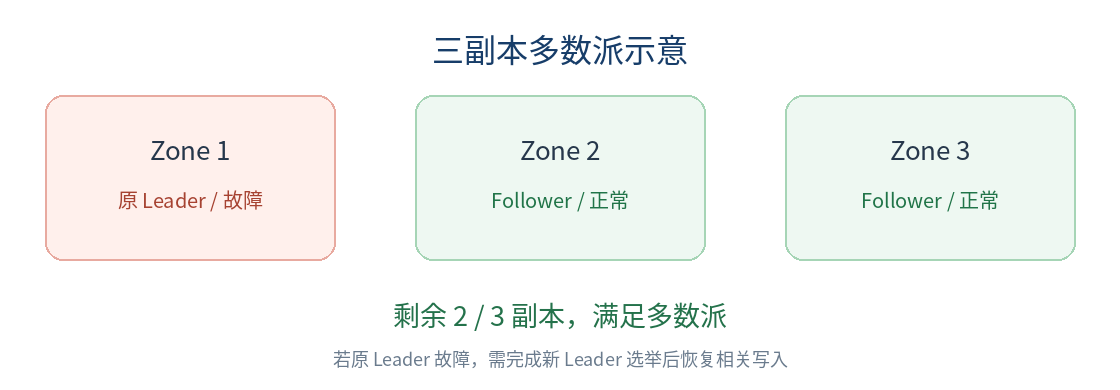 三副本多数派示意
Zone 1
原 Leader / 故障
Zone 2
Follower / 正常
Zone 3
Follower / 正常
剩余 2 / 3 副本，满足多数派
若原 Leader 故障，需完成新 Leader 选举后恢复相关写入